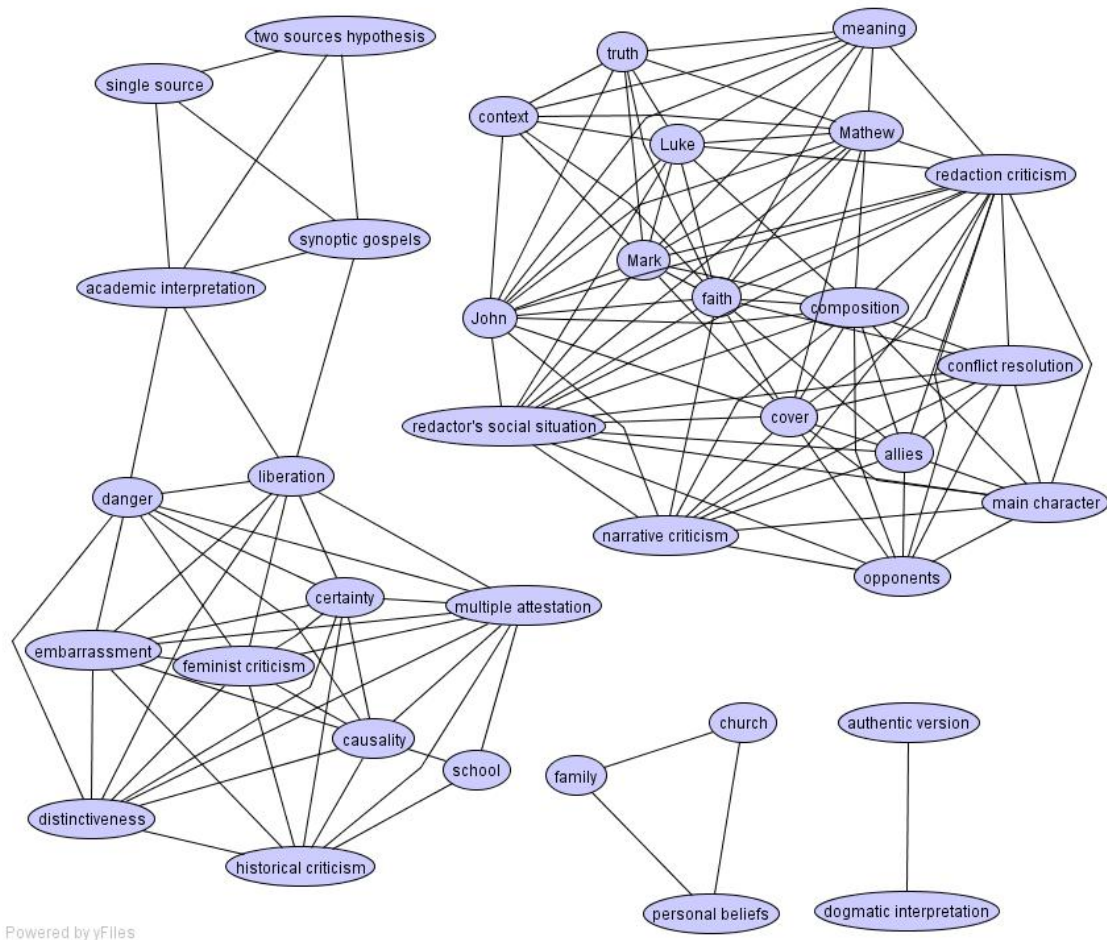 two sources hypothesis
single source
synoptic gospels
academic interpretation
danger
liberation
certainty
multiple attestation
embarrassment
feminist criticism
causality
school
distinctiveness
historical criticism
meaning
truth
context
Mathew
Luke
redaction criticism
Mark
faith
composition
John
conflict resolution
redactor's social situation
cover
allies
main character
narrative criticism
opponents
church
family
personal beliefs
authentic version
dogmatic interpretation
Powered by yFiles